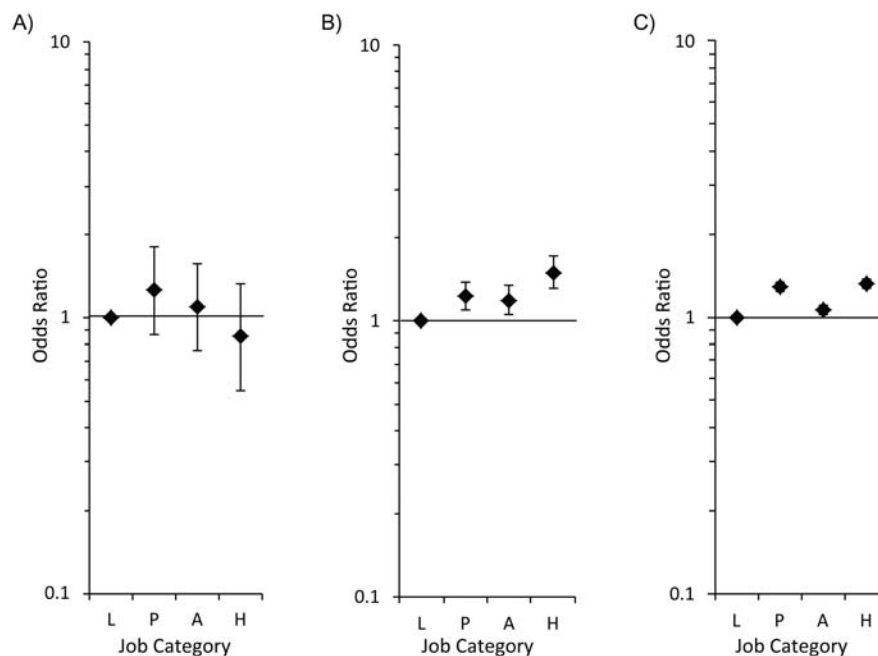 A)
10
Odds Ratio
1
0.1
L P A H
Job Category
B)
10
Odds Ratio
1
0.1
L P A H
Job Category
C)
10
Odds Ratio
1
0.1
L P A H
Job Category